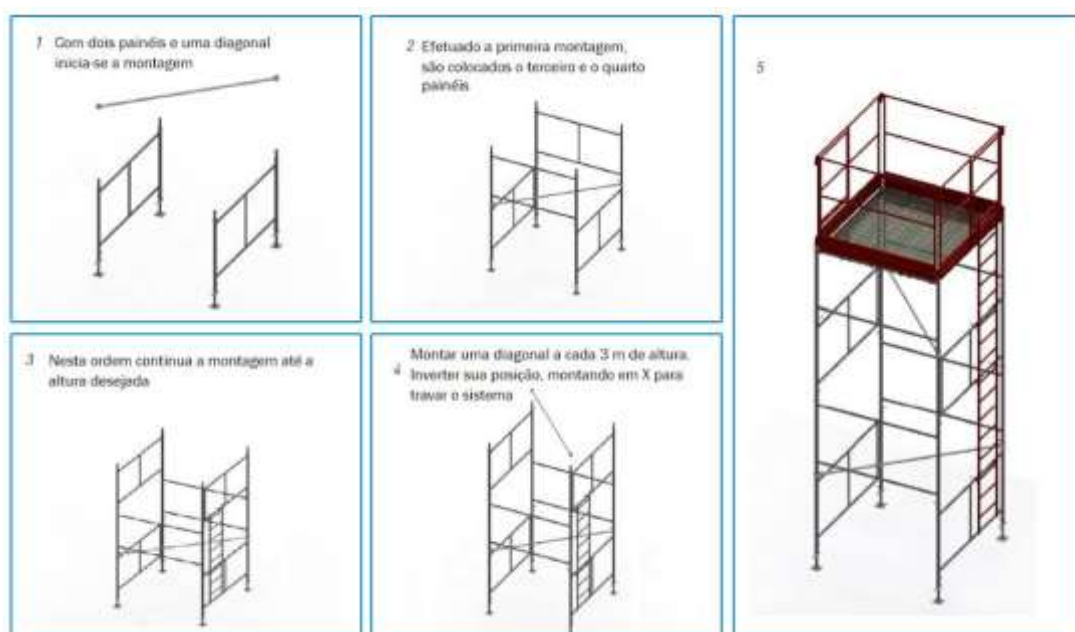 1 Com dois painéis e uma diagonal
inicia-se a montagem
2 Efetuado a primeira montagem,
são colocados o terceiro e o quarto
painéis
3 Nesta ordem continua a montagem até a
altura desejada
4 Montar uma diagonal a cada 3 m de altura.
Inverter sua posição, montando em X para
travar o sistema
5